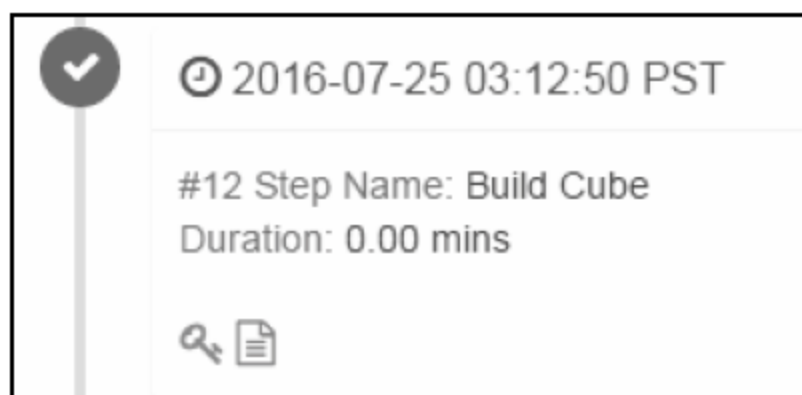 2016-07-25 03:12:50 PST
#12 Step Name: Build Cube
Duration: 0.00 mins